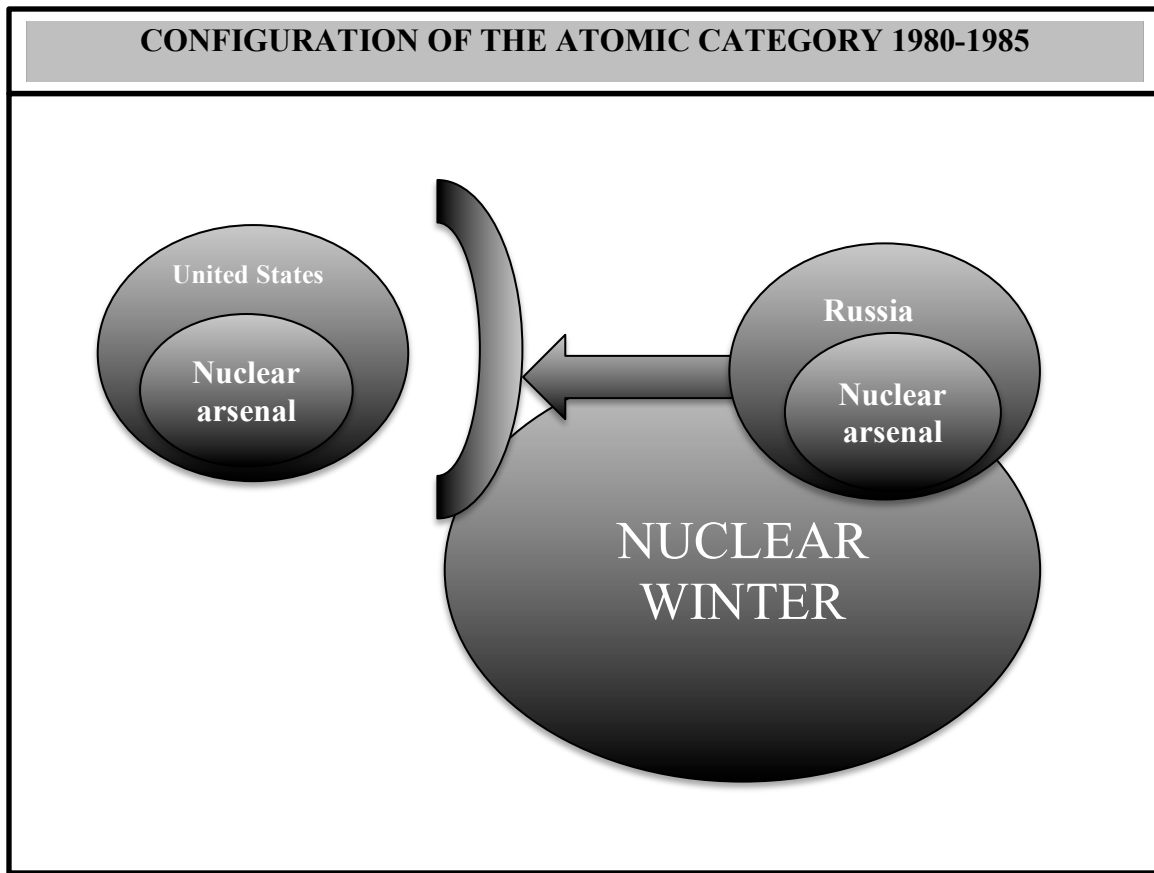 CONFIGURATION OF THE ATOMIC CATEGORY 1980-1985
United States
Nuclear
arsenal
Russia
Nuclear
arsenal
NUCLEAR
WINTER